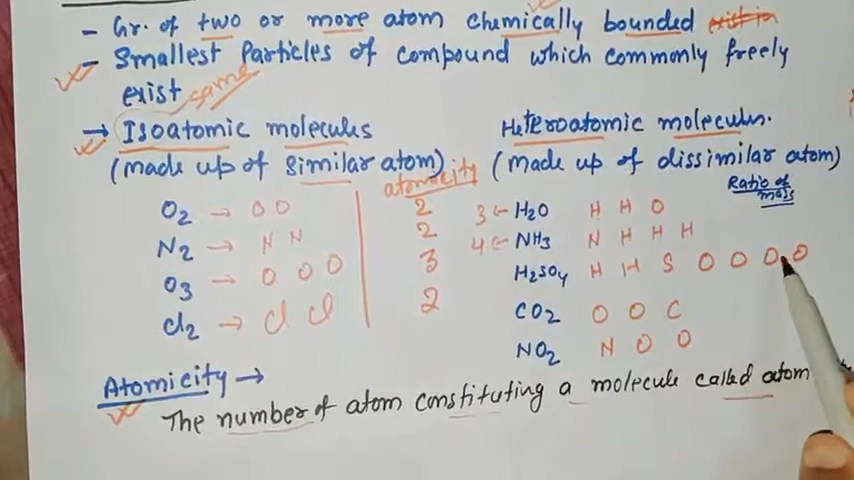 - Gr. of two or more atom chemically bounded
- Smallest Particles of compound which commonly freely
exist same
→ Isoatomic molecules
(made up of Similar atom)
atomicity
O2 → O O 2
N2 → N N 2
O3 → O O O 3
Cl2 → Cl Cl 2
Heteroatomic molecules.
(made up of dissimilar atom)
Ratio of
mass
3 ← H2O H H O
4 ← NH3 N H H H
H2SO4 H H S O O O O
CO2 O O C
NO2 N O O
Atomicity →
The number of atom constituting a molecule called atom